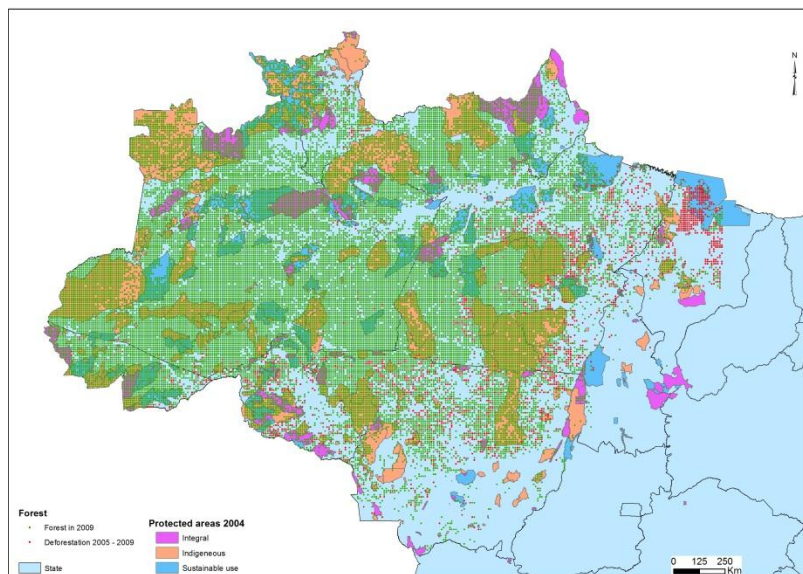 N
Forest
Forest in 2009
Deforestation 2005 - 2009
State
Protected areas 2004
Integral
Indigeneous
Sustainable use
0 125 250
Km